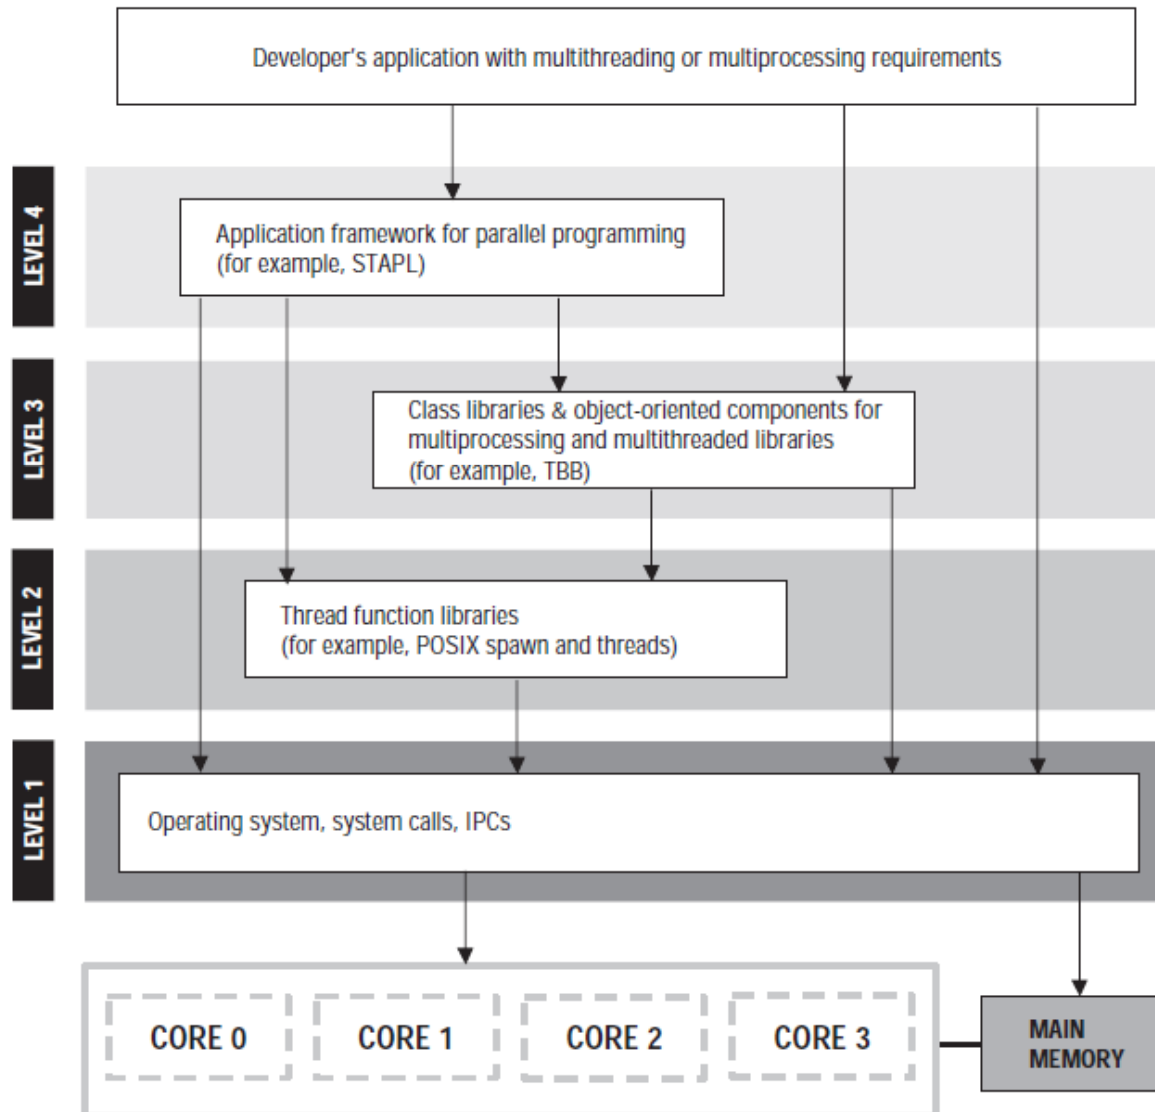 Developer's application with multithreading or multiprocessing requirements
LEVEL 4
Application framework for parallel programming
(for example, STAPL)
LEVEL 3
Class libraries & object-oriented components for
multiprocessing and multithreaded libraries
(for example, TBB)
LEVEL 2
Thread function libraries
(for example, POSIX spawn and threads)
LEVEL 1
Operating system, system calls, IPCs
CORE 0
CORE 1
CORE 2
CORE 3
MAIN
MEMORY